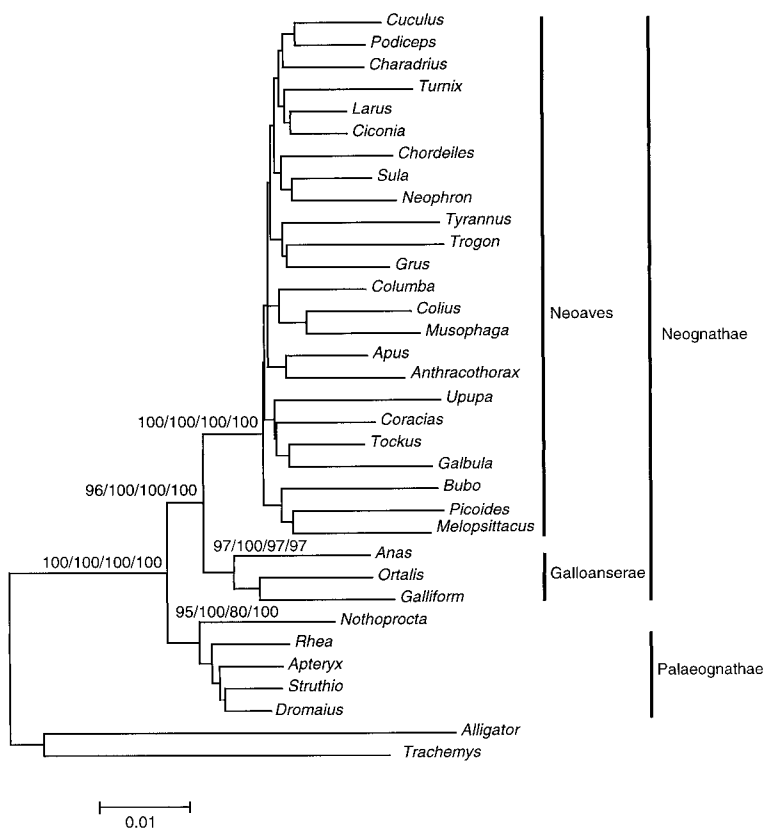 Cuculus
Podiceps
Charadrius
Turnix
Larus
Ciconia
Chordeiles
Sula
Neophron
Tyrannus
Trogon
Grus
Columba
Colius
Musophaga
Neoaves
Neognathae
Apus
Anthracothorax
Upupa
100/100/100/100
Coracias
Tockus
Galbula
96/100/100/100
Bubo
Picoides
Melopsittacus
97/100/97/97
Anas
100/100/100/100
Ortalis
Galloanserae
Galliform
95/100/80/100
Nothoprocta
Rhea
Apteryx
Palaeognathae
Struthio
Dromaius
Alligator
Trachemys
0.01